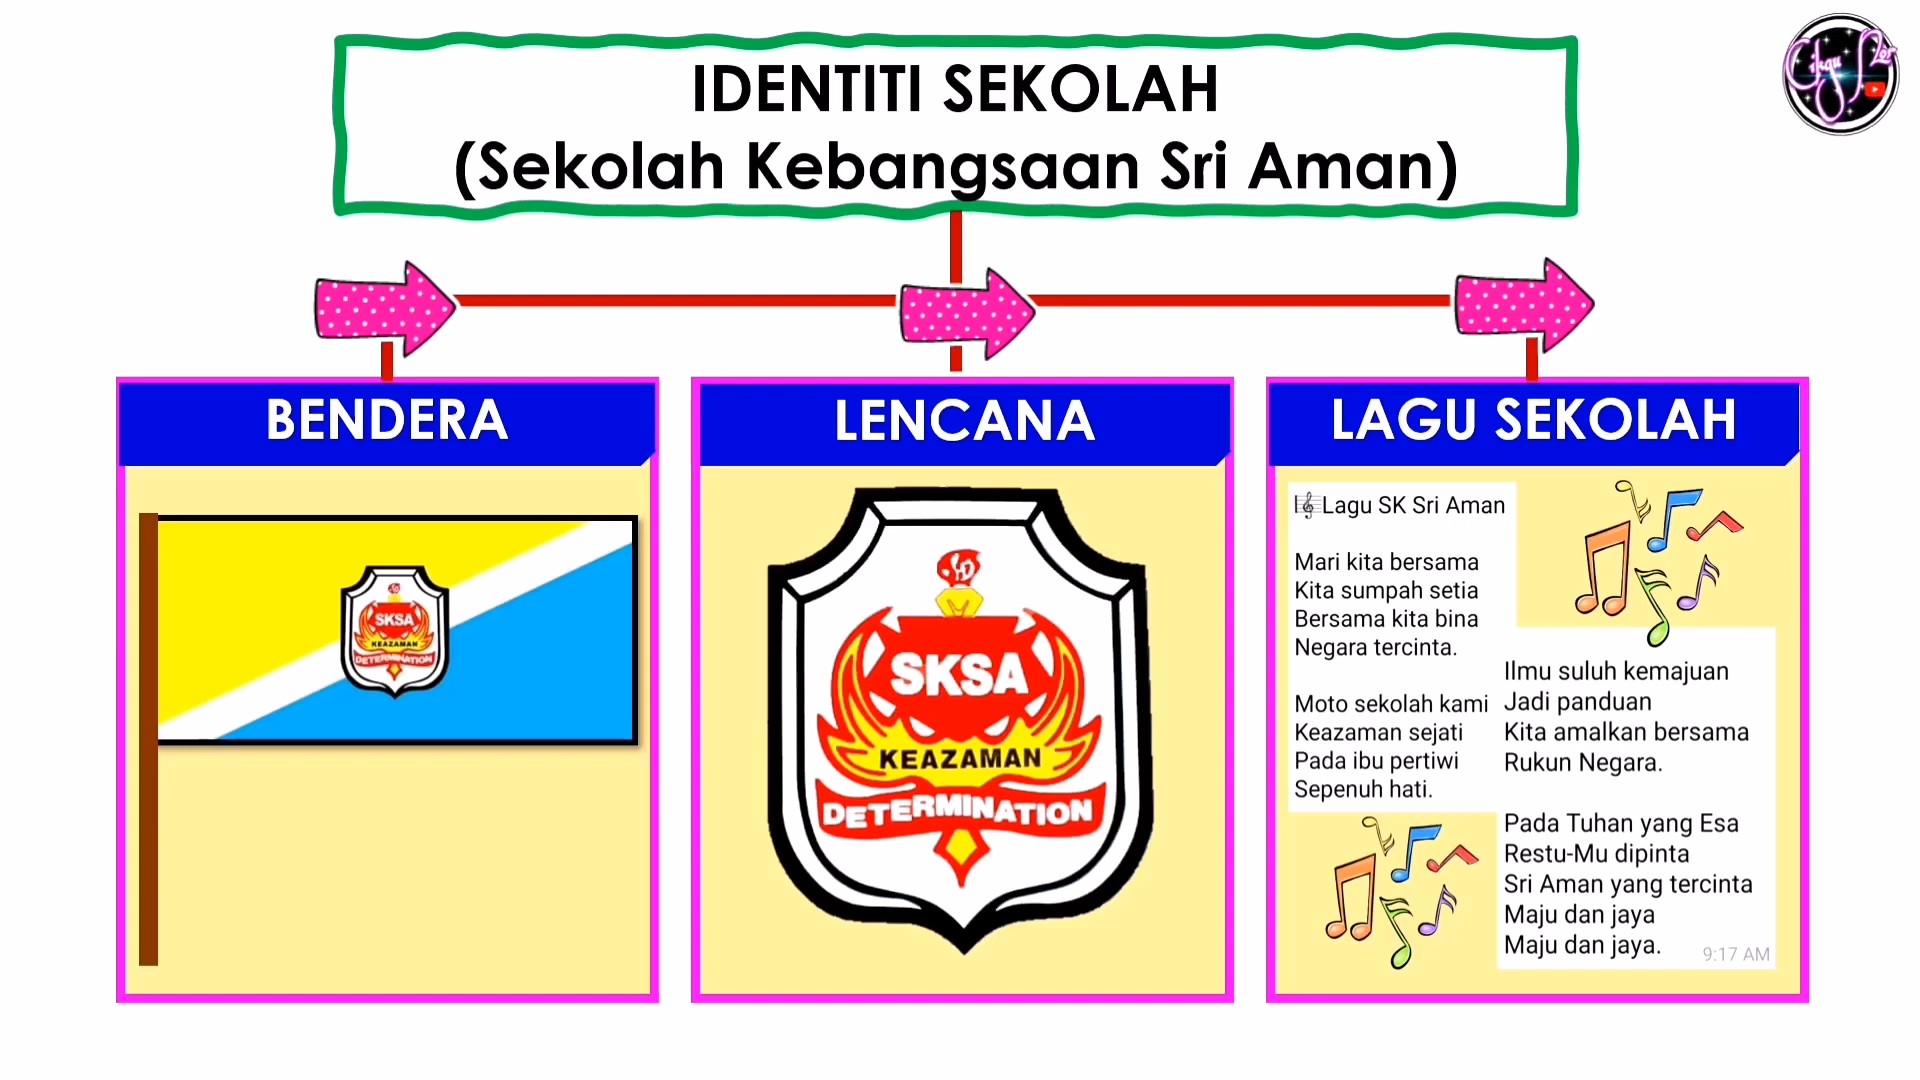 IDENTITI SEKOLAH
(Sekolah Kebangsaan Sri Aman)
Cikgu Nor
BENDERA
SKSA
KEAZAMAN
DETERMINATION
LENCANA
SKSA
KEAZAMAN
DETERMINATION
LAGU SEKOLAH
Lagu SK Sri Aman
Mari kita bersama
Kita sumpah setia
Bersama kita bina
Negara tercinta.
Moto sekolah kami
Keazaman sejati
Pada ibu pertiwi
Sepenuh hati.
Ilmu suluh kemajuan
Jadi panduan
Kita amalkan bersama
Rukun Negara.
Pada Tuhan yang Esa
Restu-Mu dipinta
Sri Aman yang tercinta
Maju dan jaya
Maju dan jaya.
9:17 AM